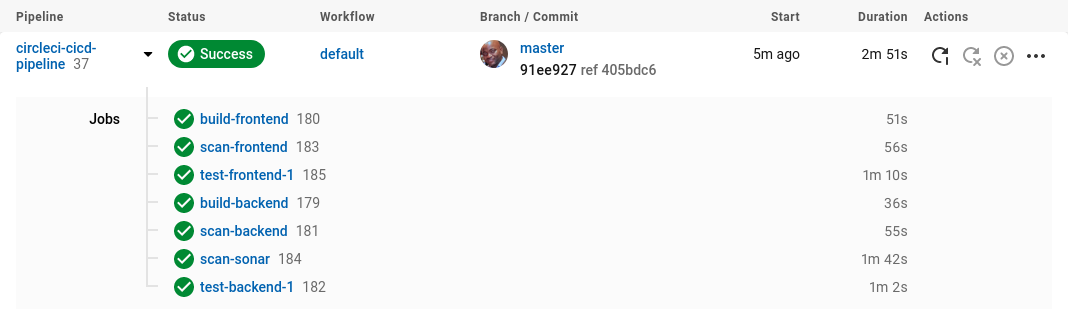 Pipeline Status Workflow Branch / Commit Start Duration Actions
circleci-cicd-pipeline 37 Success default master 5m ago 2m 51s
91ee927 ref 405bdc6
Jobs build-frontend 180 51s
scan-frontend 183 56s
test-frontend-1 185 1m 10s
build-backend 179 36s
scan-backend 181 55s
scan-sonar 184 1m 42s
test-backend-1 182 1m 2s